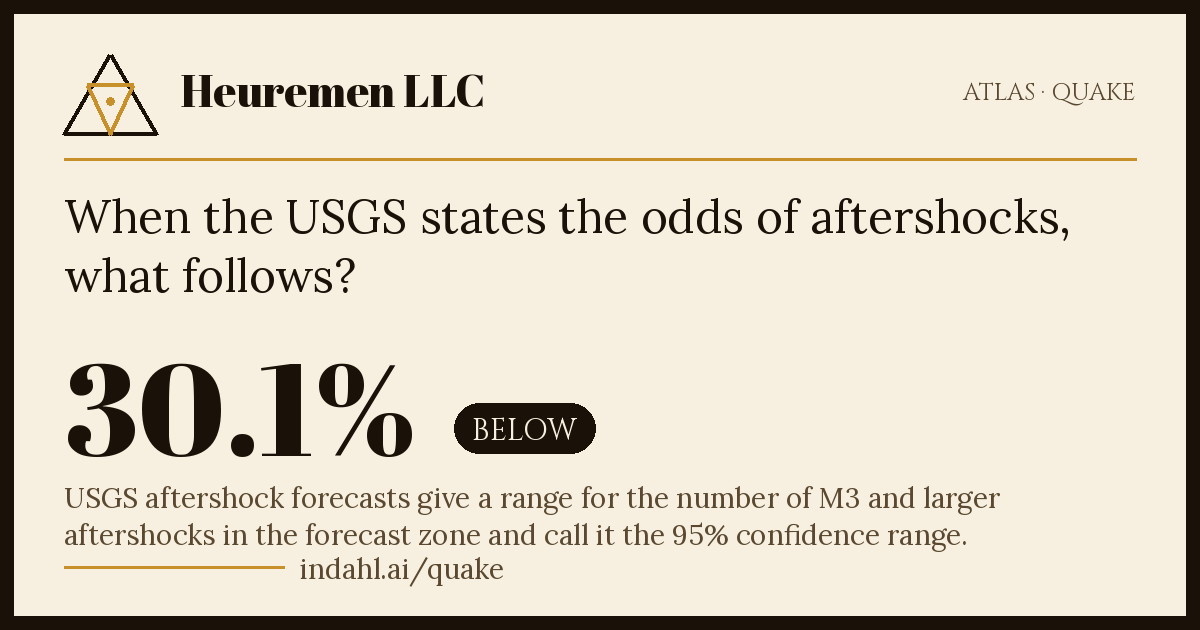 Heuremen LLC
ATLAS · QUAKE
When the USGS states the odds of aftershocks,
what follows?
30.1%
BELOW
USGS aftershock forecasts give a range for the number of M3 and larger
aftershocks in the forecast zone and call it the 95% confidence range.
indahl.ai/quake